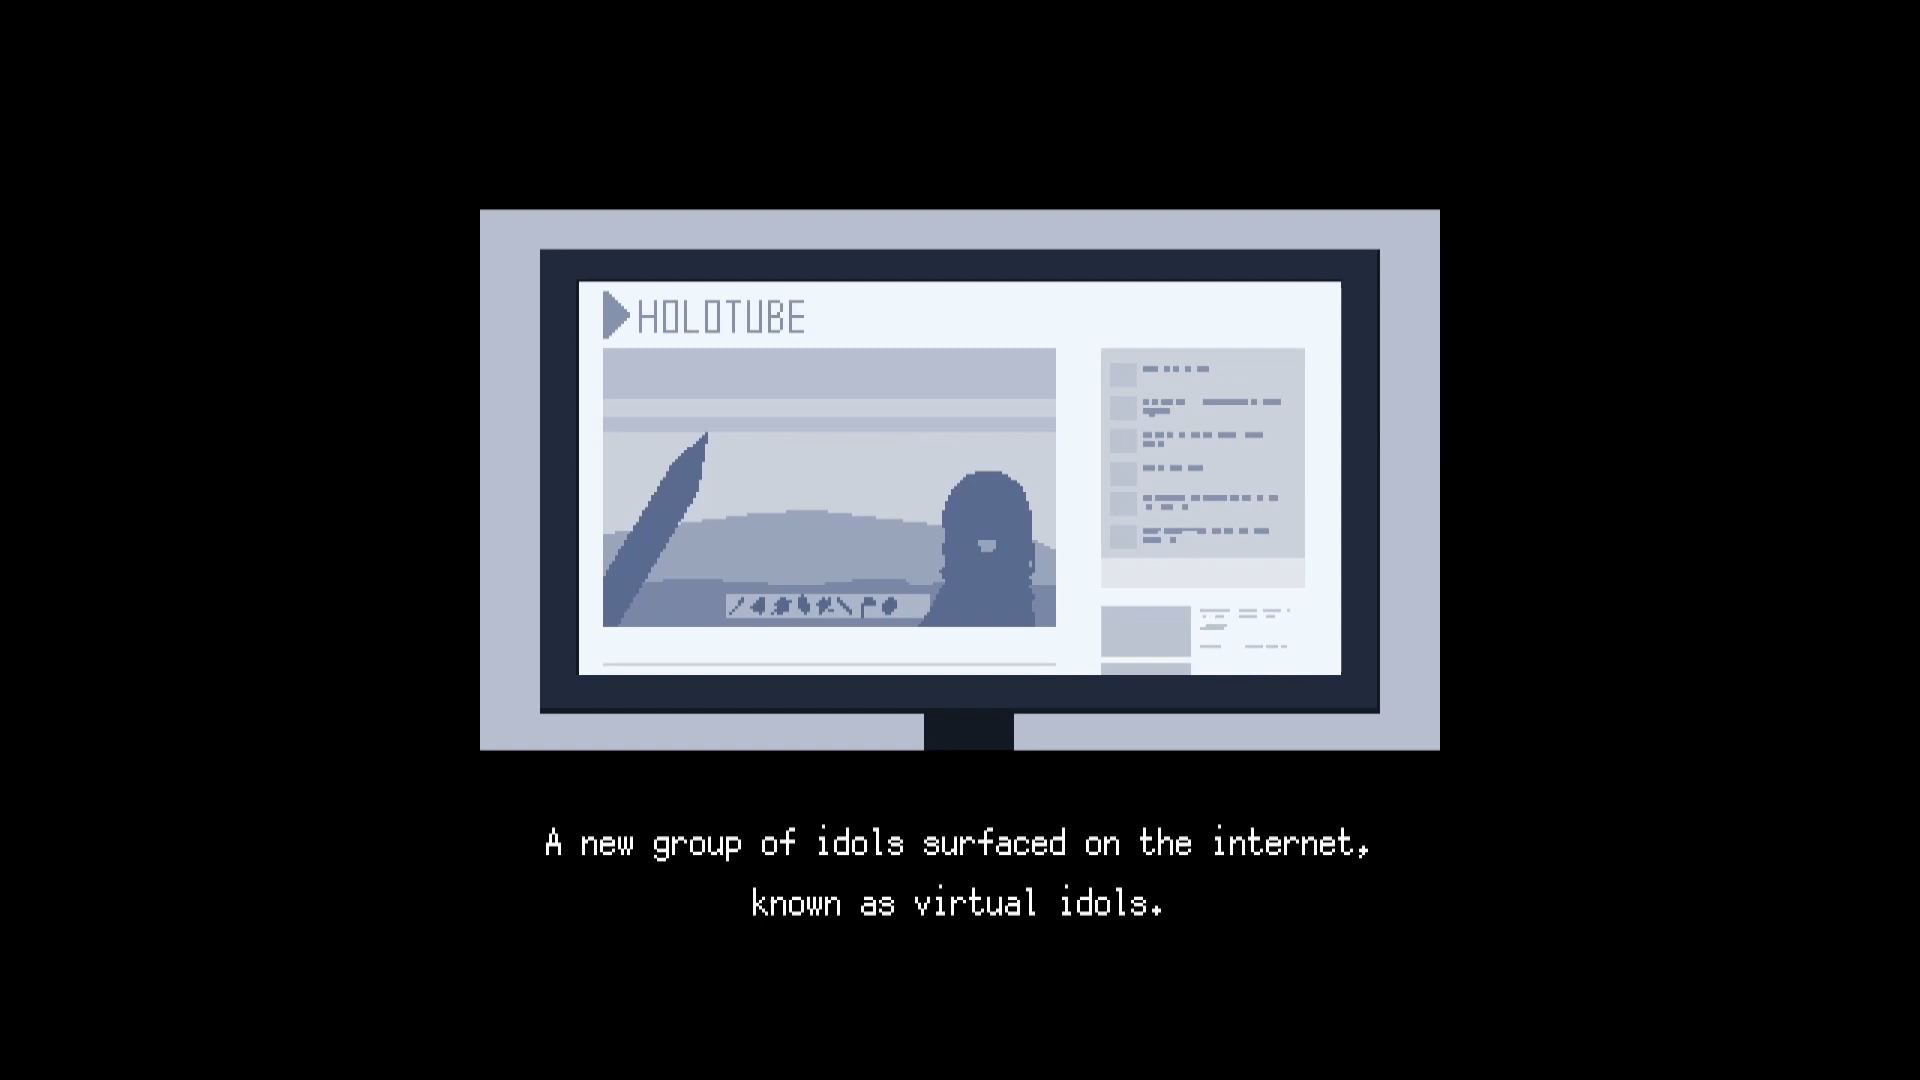 HOLOTUBE
A new group of idols surfaced on the internet,
known as virtual idols.